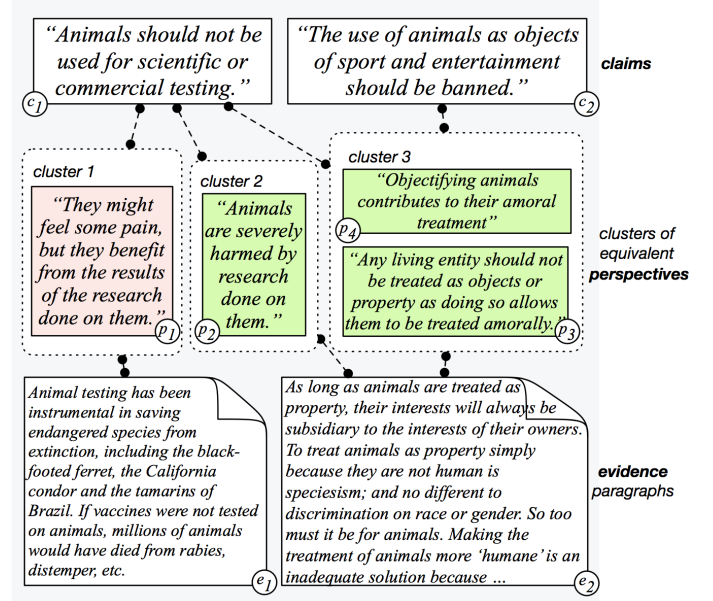 “Animals should not be
used for scientific or
commercial testing.”
c1
“The use of animals as objects
of sport and entertainment
should be banned.”
c2
claims
cluster 1
“They might
feel some pain,
but they benefit
from the results
of the research
done on them.”
p1
cluster 2
“Animals
are severely
harmed by
research
done on
them.”
p2
cluster 3
“Objectifying animals
contributes to their amoral
treatment”
p4
“Any living entity should not
be treated as objects or
property as doing so allows
them to be treated amorally.”
p3
clusters of
equivalent
perspectives
Animal testing has been
instrumental in saving
endangered species from
extinction, including the black-
footed ferret, the California
condor and the tamarins of
Brazil. If vaccines were not tested
on animals, millions of animals
would have died from rabies,
distemper, etc.
e1
As long as animals are treated as
property, their interests will always be
subsidiary to the interests of their owners.
To treat animals as property simply
because they are not human is
speciesism; and no different to
discrimination on race or gender. So too
must it be for animals. Making the
treatment of animals more ‘humane’ is an
inadequate solution because ...
e2
evidence
paragraphs